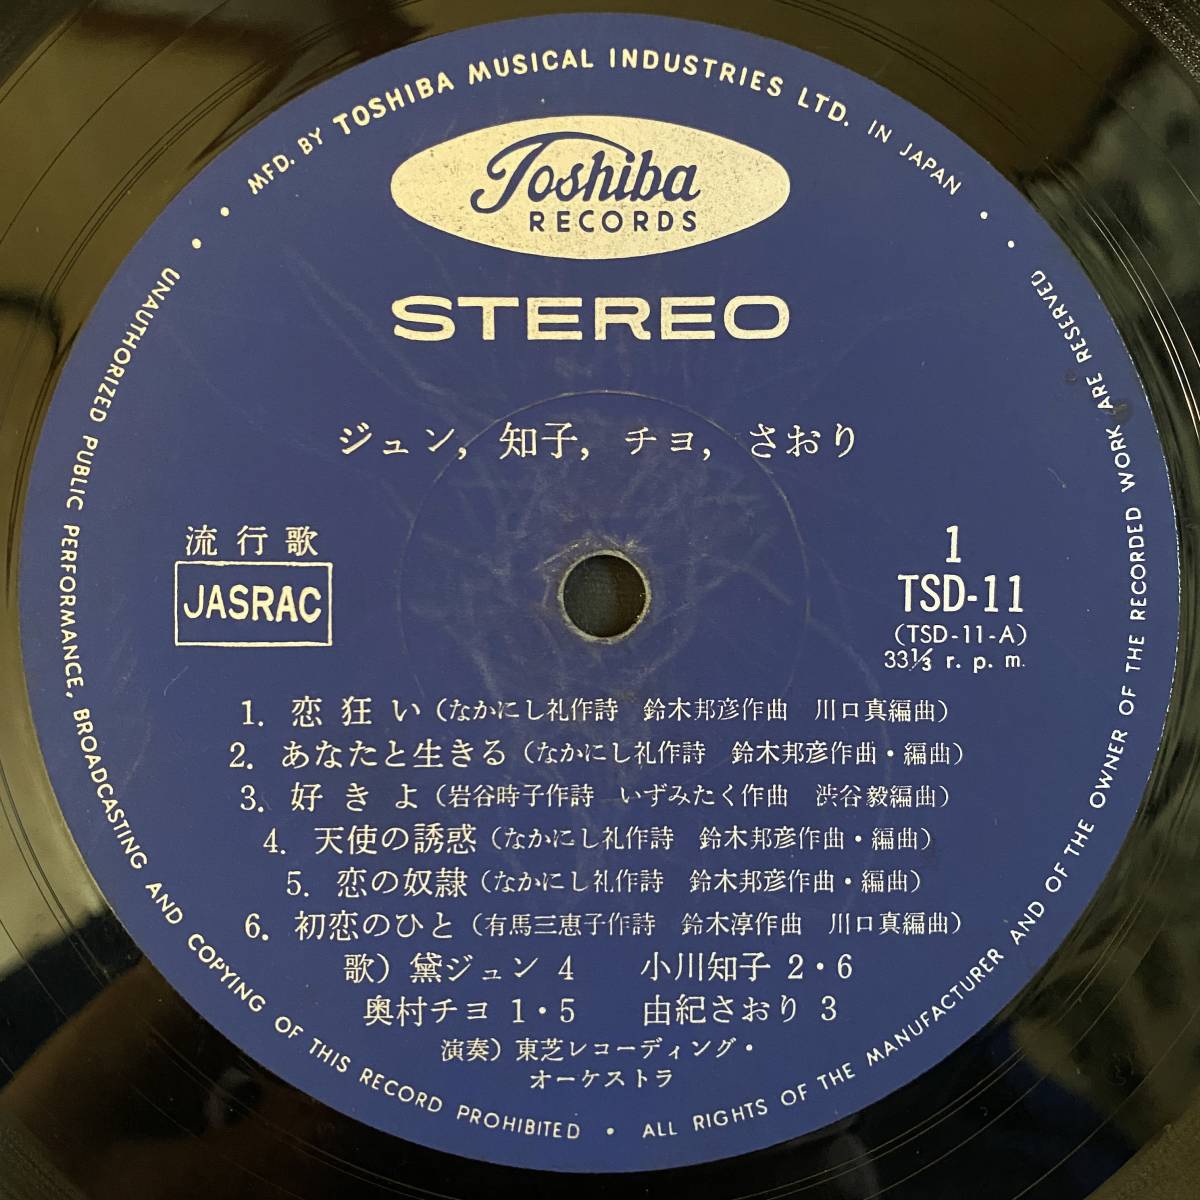 MFD. BY TOSHIBA MUSICAL INDUSTRIES LTD. IN JAPAN
Toshiba
RECORDS
STEREO
ジュン, 知子, チヨ, さおり
流行歌
JASRAC
1
TSD-11
(TSD-11-A)
33⅓ r. p. m.
1. 恋狂い (なかにし礼作詩 鈴木邦彦作曲 川口真編曲)
2. あなたと生きる (なかにし礼作詩 鈴木邦彦作曲・編曲)
3. 好きよ (岩谷時子作詩 いずみたく作曲 渋谷毅編曲)
4. 天使の誘惑 (なかにし礼作詩 鈴木邦彦作曲・編曲)
5. 恋の奴隷 (なかにし礼作詩 鈴木邦彦作曲・編曲)
6. 初恋のひと (有馬三恵子作詩 鈴木淳作曲 川口真編曲)
歌) 黛ジュン 4 小川知子 2・6
奥村チヨ 1・5 由紀さおり 3
演奏) 東芝レコーディング・
オーケストラ
UNAUTHORIZED PUBLIC PERFORMANCE, BROADCASTING AND COPYING OF THIS RECORD PROHIBITED • ALL RIGHTS OF THE MANUFACTURER AND OF THE OWNER OF THE RECORDED WORK ARE RESERVED